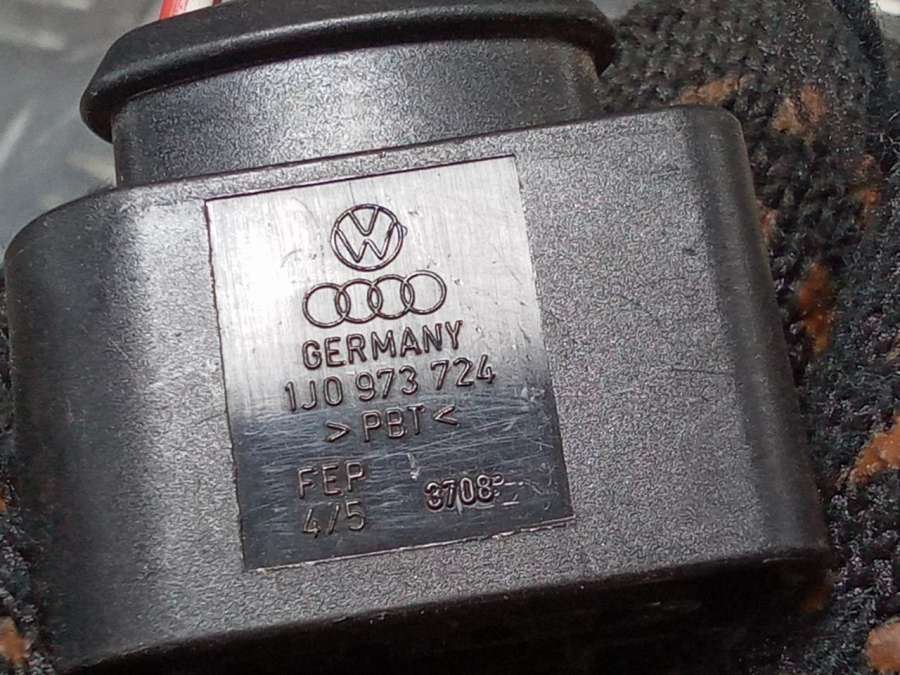 GERMANY
1J0 973 724
>PBT<
FEP
4/5